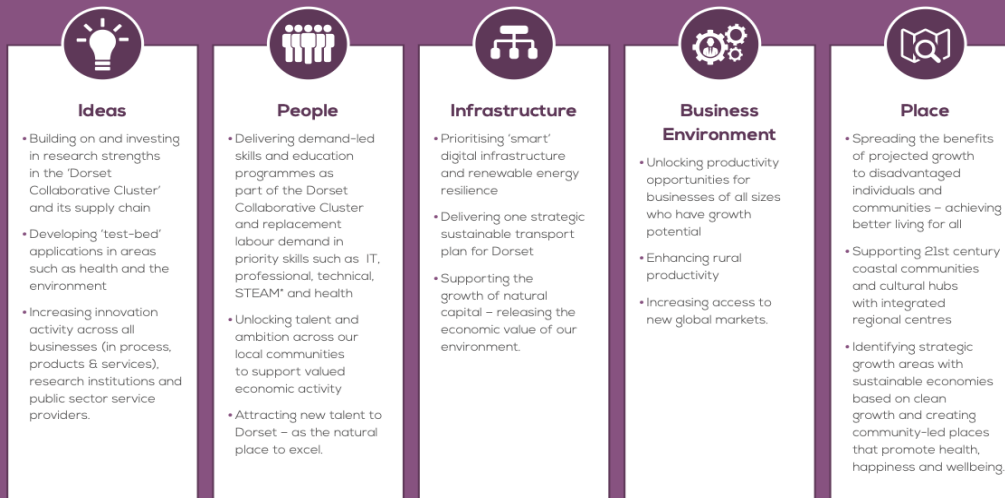 Ideas
• Building on and investing
in research strengths
in the ‘Dorset
Collaborative Cluster’
and its supply chain
• Developing ‘test-bed’
applications in areas
such as health and the
environment
• Increasing innovation
activity across all
businesses (in process,
products & services),
research institutions and
public sector service
providers.
People
• Delivering demand-led
skills and education
programmes as
part of the Dorset
Collaborative Cluster
and replacement
labour demand in
priority skills such as IT,
professional, technical,
STEAM* and health
• Unlocking talent and
ambition across our
local communities
to support valued
economic activity
• Attracting new talent to
Dorset – as the natural
place to excel.
Infrastructure
• Prioritising ‘smart’
digital infrastructure
and renewable energy
resilience
• Delivering one strategic
sustainable transport
plan for Dorset
• Supporting the
growth of natural
capital – releasing the
economic value of our
environment.
Business
Environment
• Unlocking productivity
opportunities for
businesses of all sizes
who have growth
potential
• Enhancing rural
productivity
• Increasing access to
new global markets.
Place
• Spreading the benefits
of projected growth
to disadvantaged
individuals and
communities – achieving
better living for all
• Supporting 21st century
coastal communities
and cultural hubs
with integrated
regional centres
• Identifying strategic
growth areas with
sustainable economies
based on clean
growth and creating
community-led places
that promote health,
happiness and wellbeing.